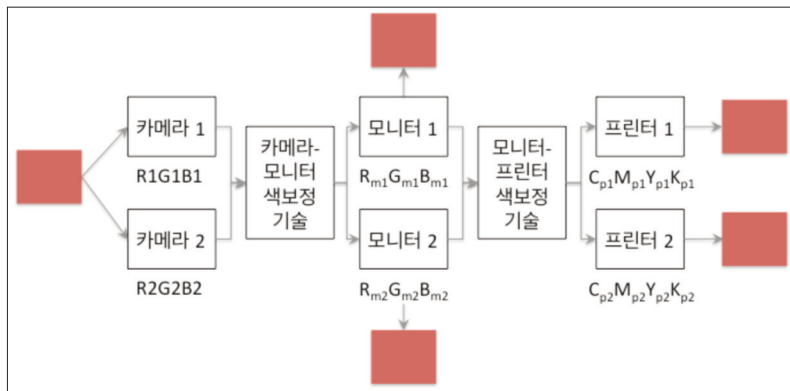 카메라 1
R1G1B1
카메라 2
R2G2B2
카메라-
모니터
색보정
기술
모니터 1
Rm1Gm1Bm1
모니터 2
Rm2Gm2Bm2
모니터-
프린터
색보정
기술
프린터 1
Cp1Mp1Yp1Kp1
프린터 2
Cp2Mp2Yp2Kp2